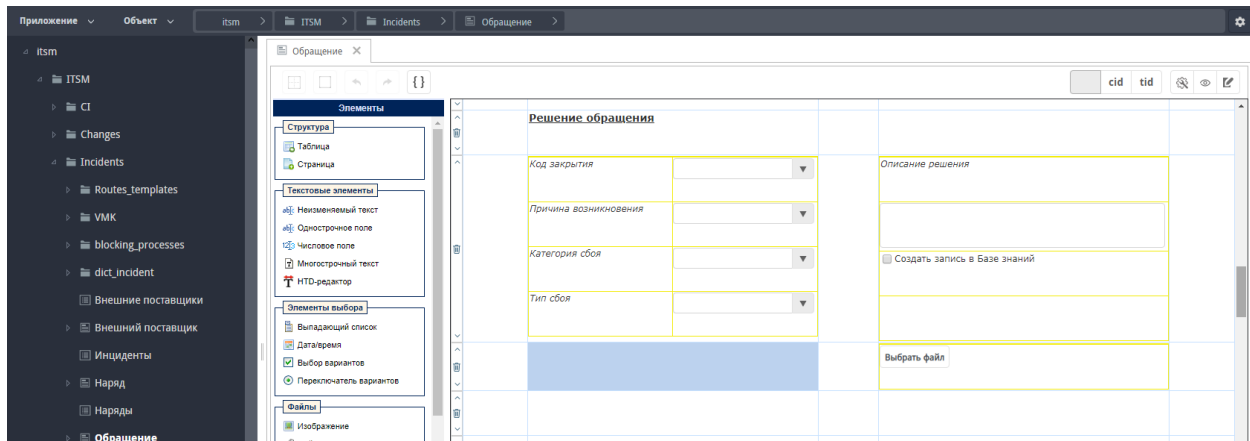 Приложение Объект itsm ITSM Incidents Обращение
itsm
ITSM
CI
Changes
Incidents
Routes_templates
VMK
blocking_processes
dict_incident
Внешние поставщики
Внешний поставщик
Инциденты
Наряд
Наряды
Обращение
Обращение
{} cid tid
Элементы
Структура
Таблица
Страница
Текстовые элементы
Неизменяемый текст
Однострочное поле
Числовое поле
Многострочный текст
HTD-редактор
Элементы выбора
Выпадающий список
Дата/время
Выбор вариантов
Переключатель вариантов
Файлы
Изображение
Решение обращения
Код закрытия
Причина возникновения
Категория сбоя
Тип сбоя
Описание решения
Создать запись в Базе знаний
Выбрать файл